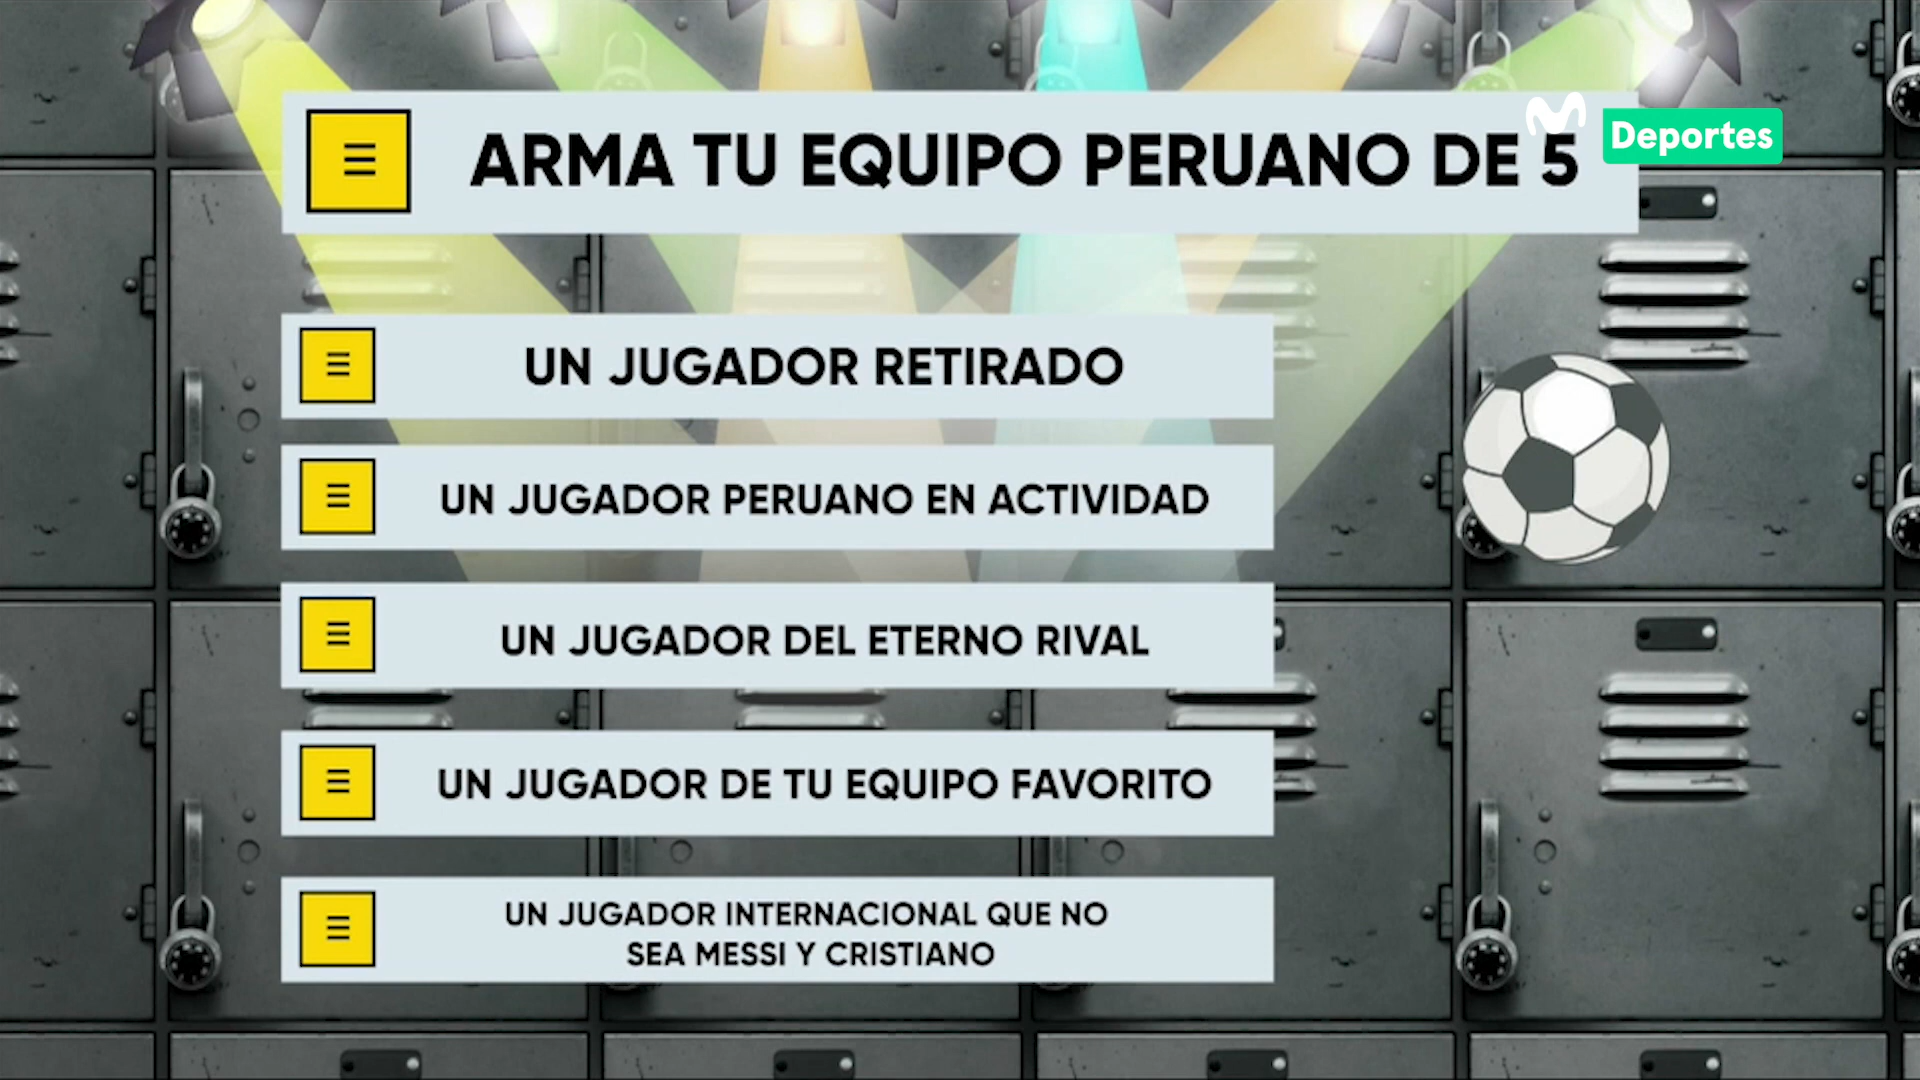 ARMA TU EQUIPO PERUANO DE 5
Deportes
UN JUGADOR RETIRADO
UN JUGADOR PERUANO EN ACTIVIDAD
UN JUGADOR DEL ETERNO RIVAL
UN JUGADOR DE TU EQUIPO FAVORITO
UN JUGADOR INTERNACIONAL QUE NO
SEA MESSI Y CRISTIANO